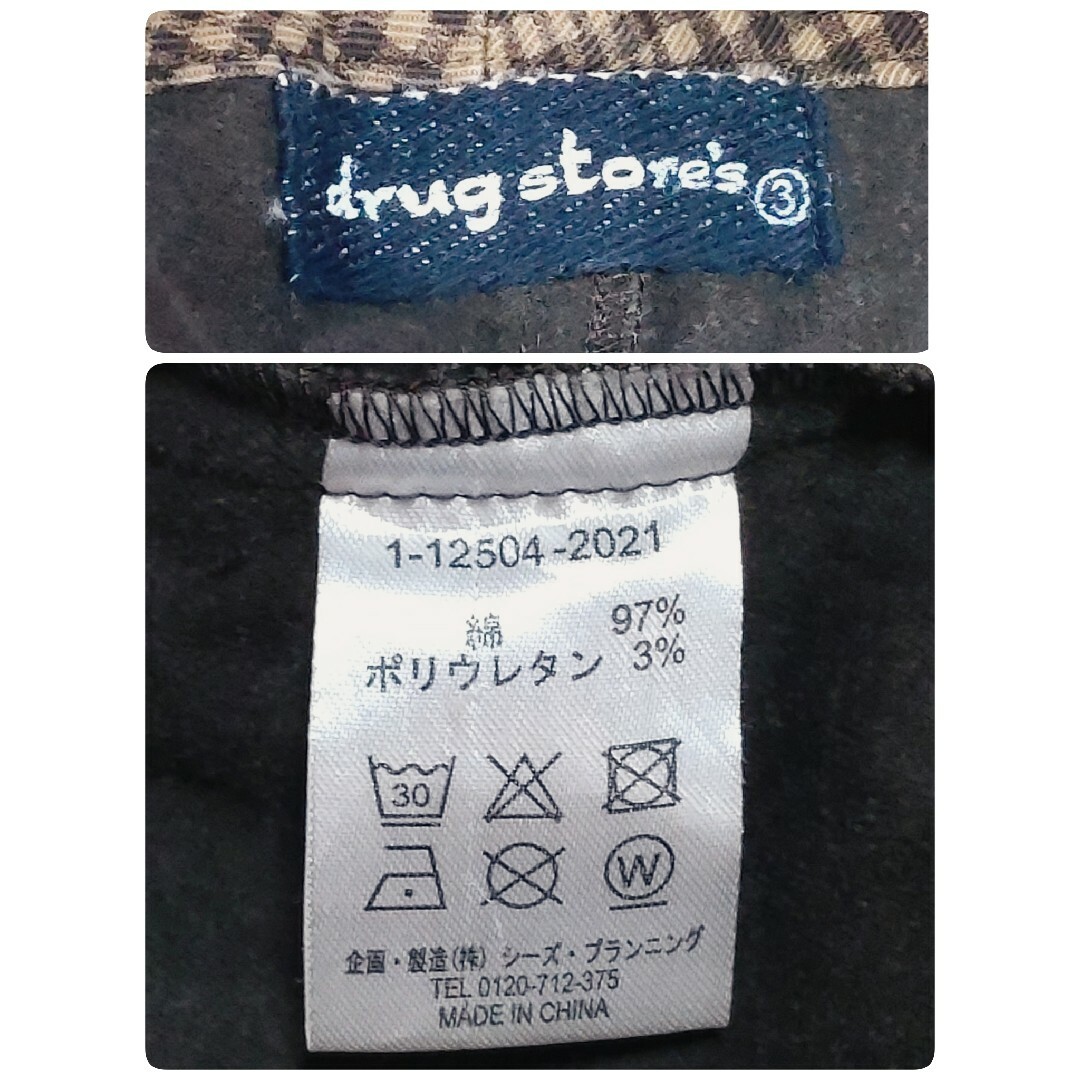 drug store's ③
1-12504-2021
綿 97%
ポリウレタン 3%
30
W
企画・製造(株) シーズ・プランニング
TEL 0120-712-375
MADE IN CHINA